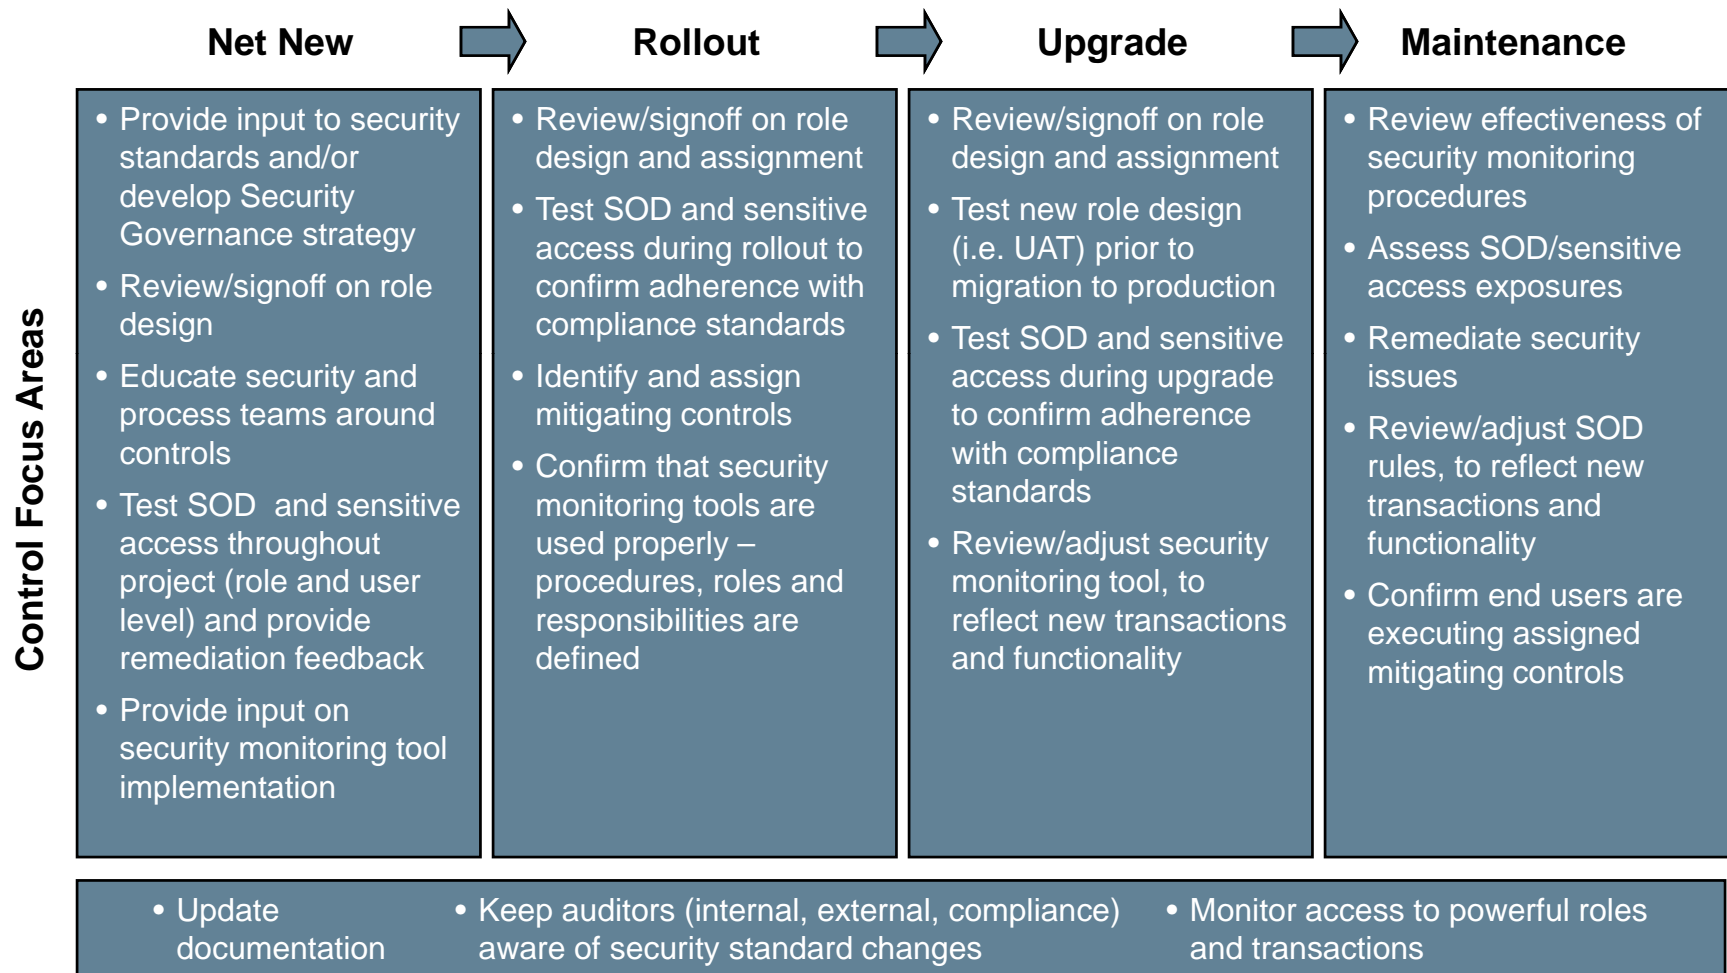 Net New
Rollout
Upgrade
Maintenance
Control Focus Areas
• Provide input to security
standards and/or
develop Security
Governance strategy
• Review/signoff on role
design
• Educate security and
process teams around
controls
• Test SOD  and sensitive
access throughout
project (role and user
level) and provide
remediation feedback
• Provide input on
security monitoring tool
implementation
• Review/signoff on role
design and assignment
• Test SOD and sensitive
access during rollout to
confirm adherence with
compliance standards
• Identify and assign
mitigating controls
• Confirm that security
monitoring tools are
used properly –
procedures, roles and
responsibilities are
defined
• Review/signoff on role
design and assignment
• Test new role design
(i.e. UAT) prior to
migration to production
• Test SOD and sensitive
access during upgrade
to confirm adherence
with compliance
standards
• Review/adjust security
monitoring tool, to
reflect new transactions
and functionality
• Review effectiveness of
security monitoring
procedures
• Assess SOD/sensitive
access exposures
• Remediate security
issues
• Review/adjust SOD
rules, to reflect new
transactions and
functionality
• Confirm end users are
executing assigned
mitigating controls
• Update
documentation
• Keep auditors (internal, external, compliance)
aware of security standard changes
• Monitor access to powerful roles
and transactions